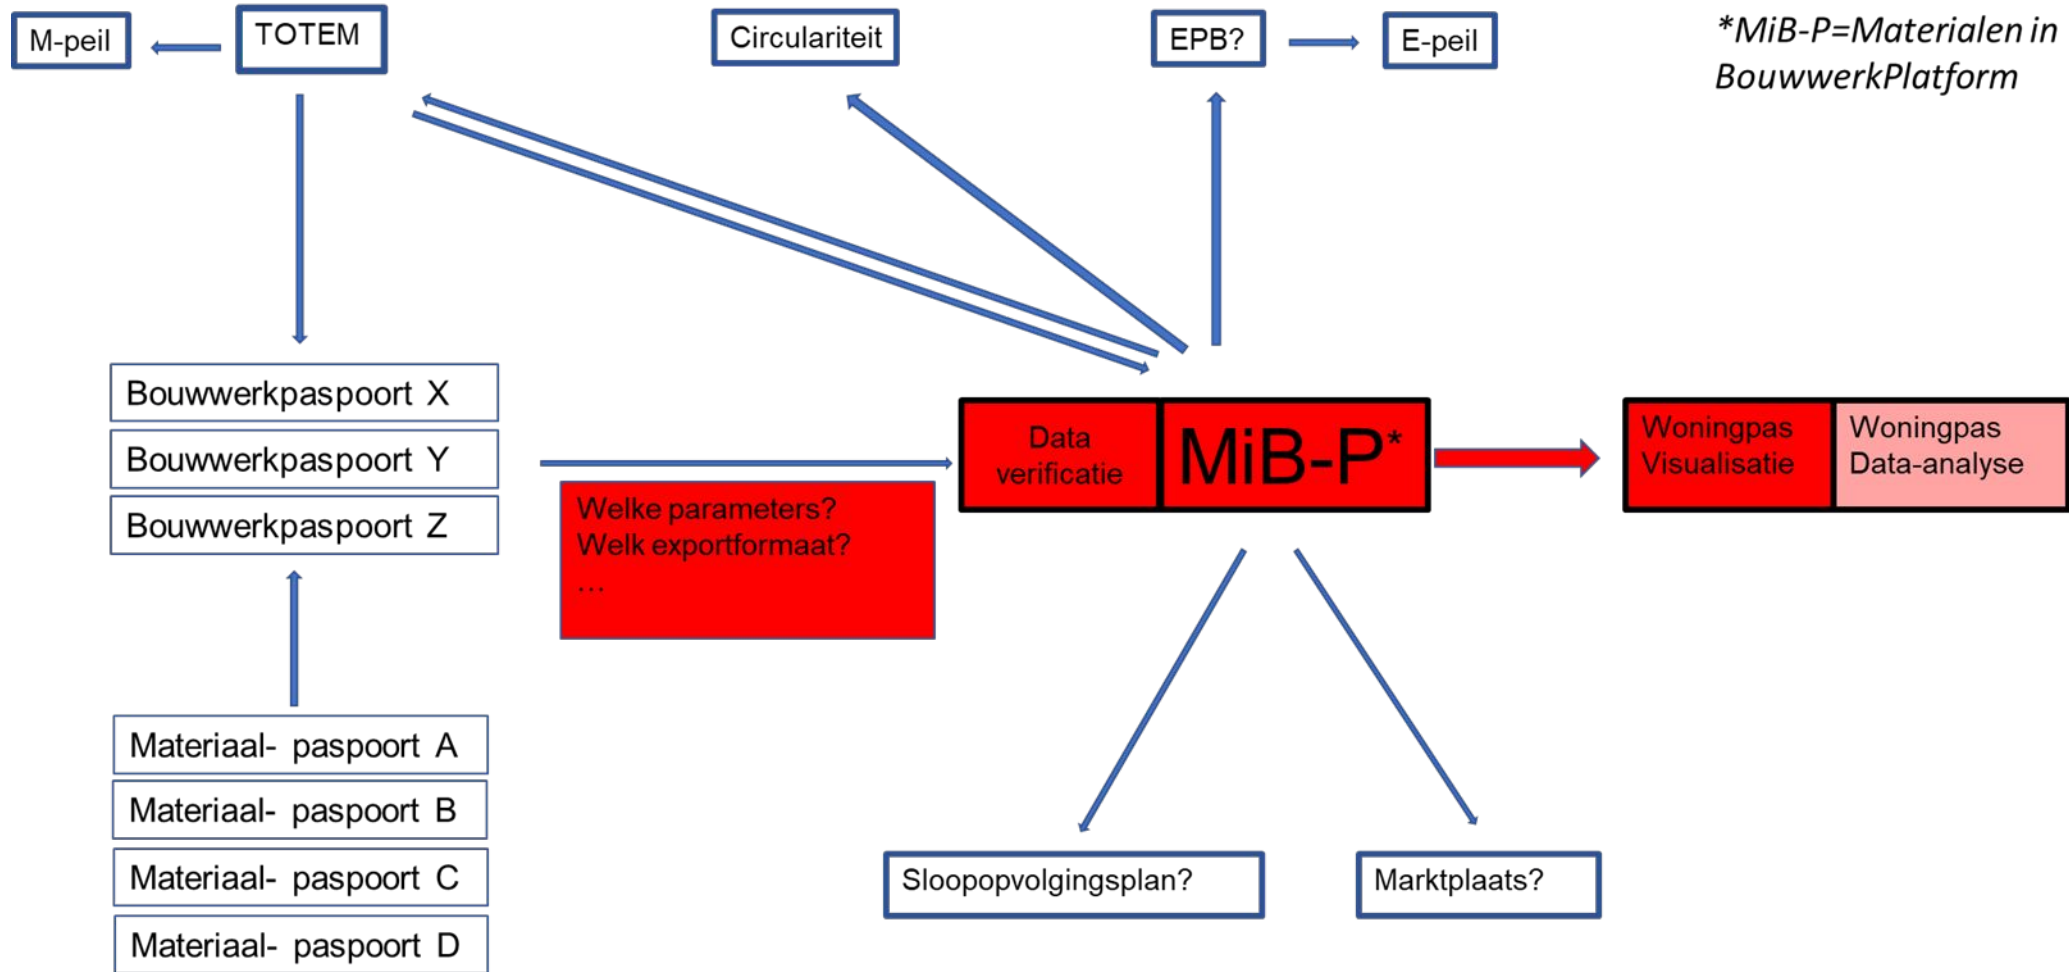 M-peil
TOTEM
Circulariteit
EPB?
E-peil
*MiB-P=Materialen in
BouwwerkPlatform
Bouwwerkpaspoort X
Bouwwerkpaspoort Y
Bouwwerkpaspoort Z
Welke parameters?
Welk exportformaat?
...
Data
verificatie
MiB-P*
Woningpas
Visualisatie
Woningpas
Data-analyse
Materiaal- paspoort A
Materiaal- paspoort B
Materiaal- paspoort C
Materiaal- paspoort D
Sloopopvolgingsplan?
Marktplaats?